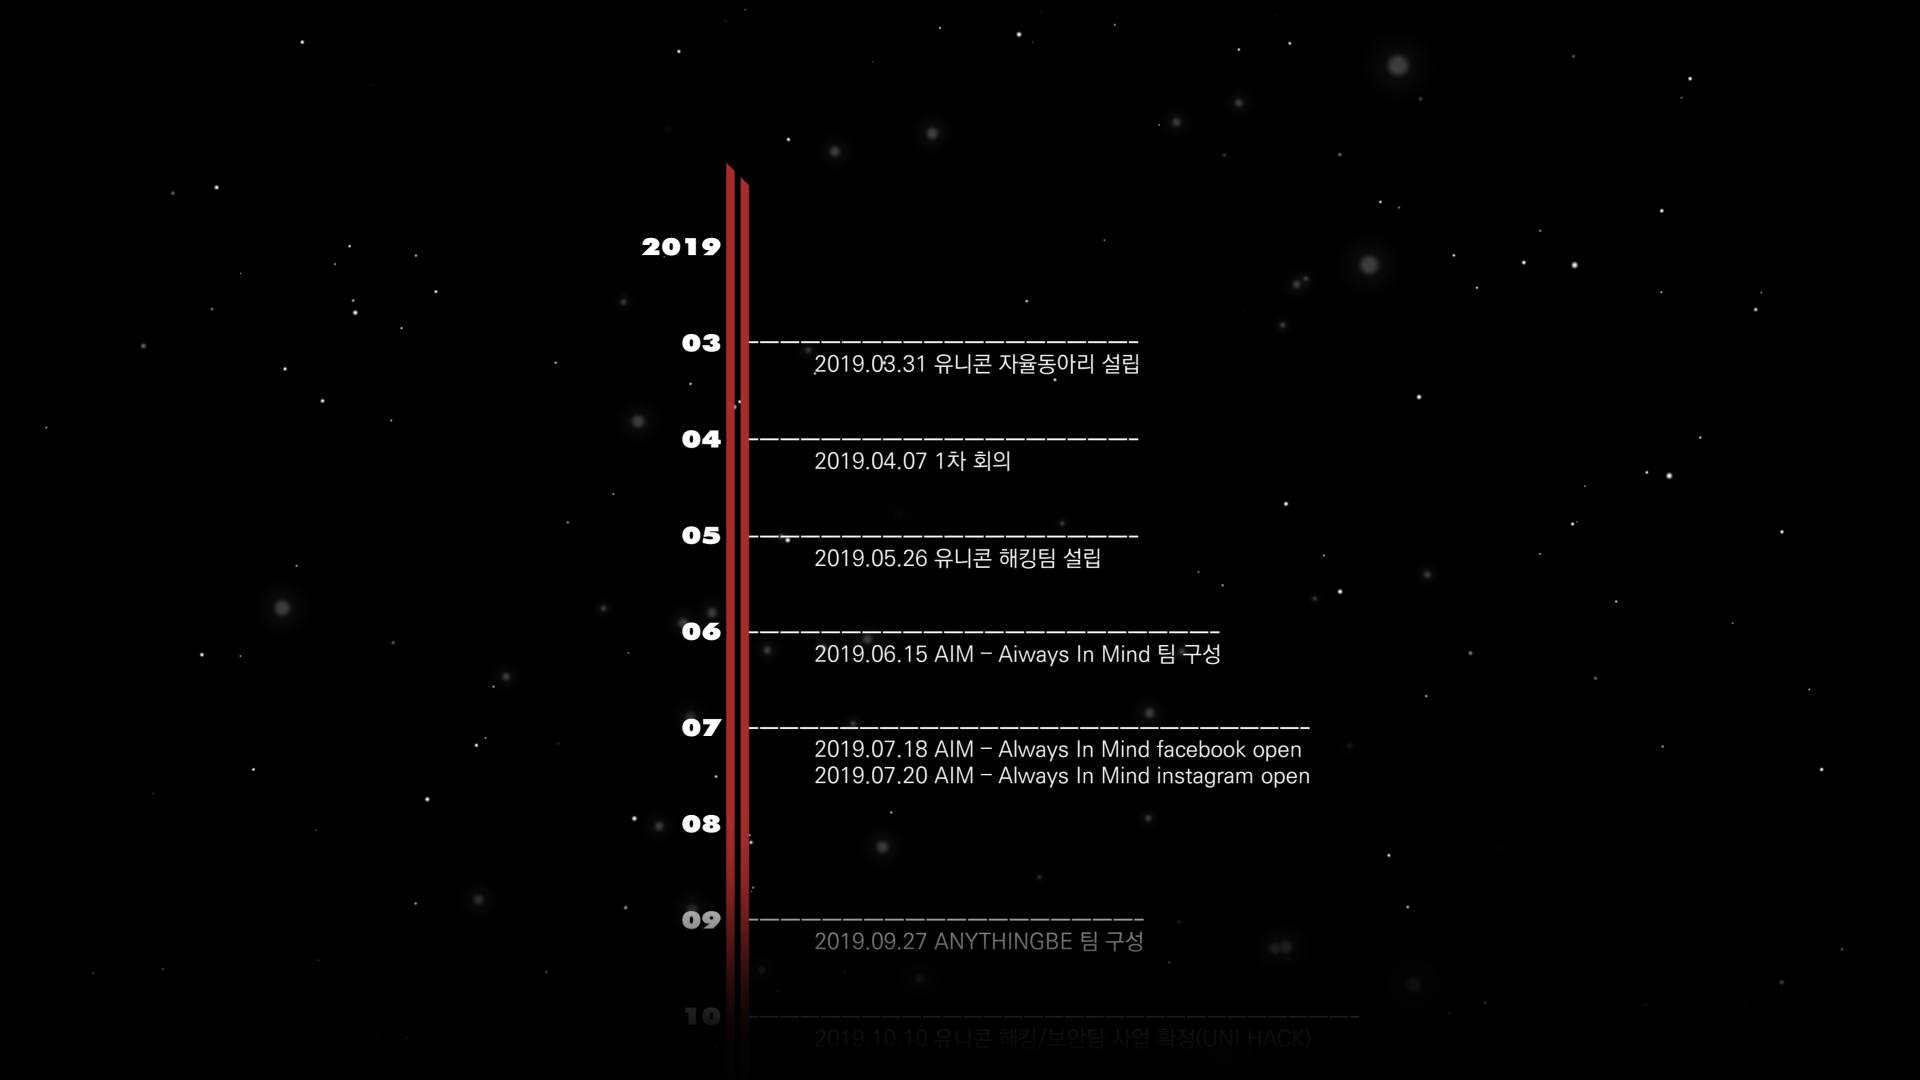 2019
03
2019.03.31 유니콘 자율동아리 설립
04
2019.04.07 1차 회의
05
2019.05.26 유니콘 해킹팀 설립
06
2019.06.15 AIM – Aiways In Mind 팀 구성
07
2019.07.18 AIM – Always In Mind facebook open
2019.07.20 AIM – Always In Mind instagram open
08
09
2019.09.27 ANYTHINGBE 팀 구성
10
2019.10.10 유니콘 해킹/보안팀 사업 확정(UNI HACK)